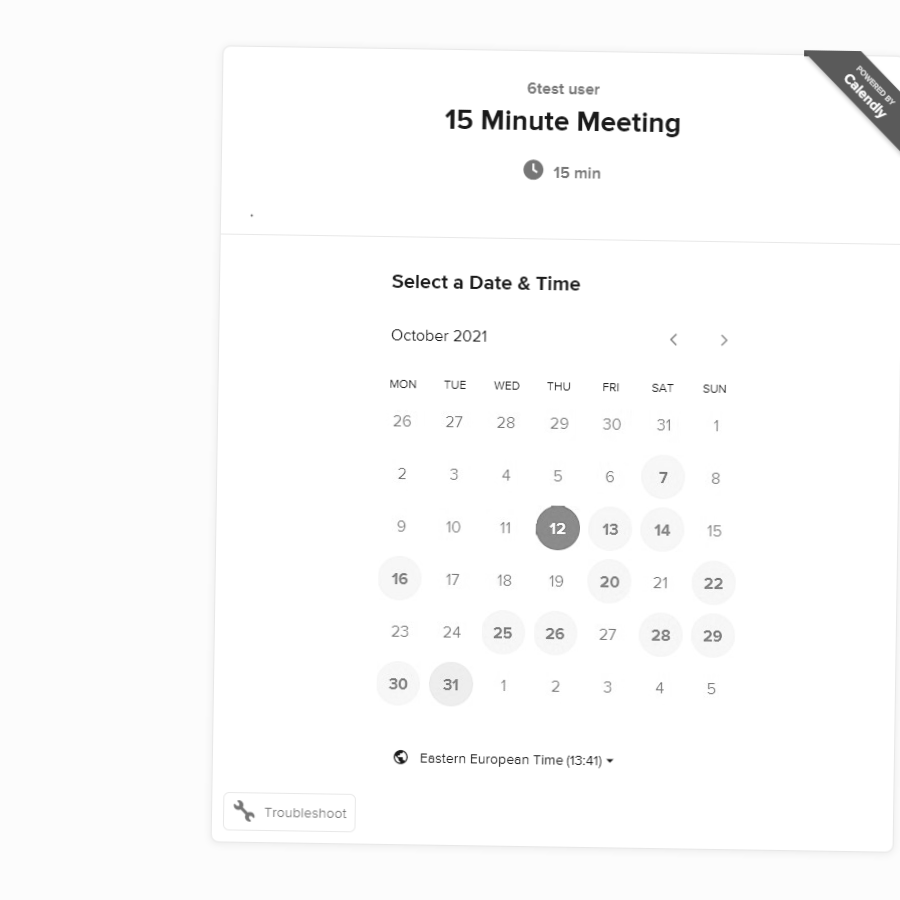 POWERED BY
Calendly
6test user
15 Minute Meeting
15 min
.
Select a Date & Time
October 2021
MON TUE WED THU FRI SAT SUN
26 27 28 29 30 31 1
2 3 4 5 6 7 8
9 10 11 12 13 14 15
16 17 18 19 20 21 22
23 24 25 26 27 28 29
30 31 1 2 3 4 5
Eastern European Time (13:41)
Troubleshoot